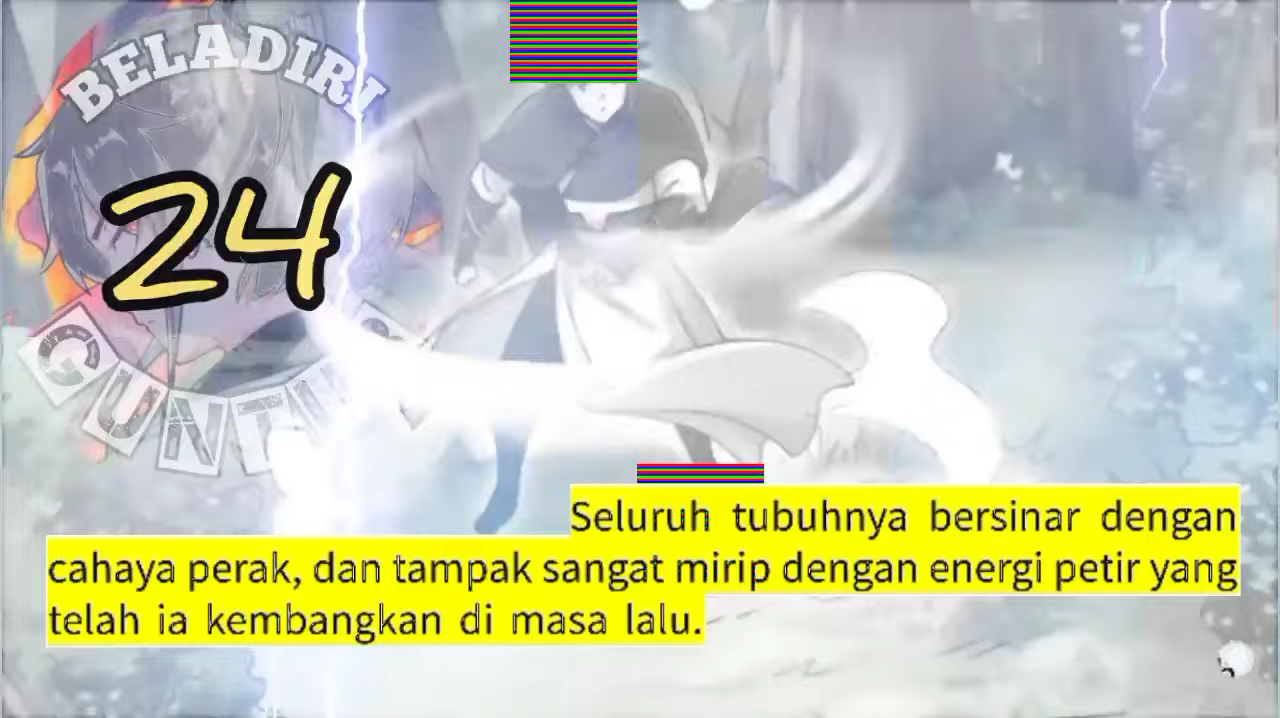 BELADIRI
24
Seluruh tubuhnya bersinar dengan
cahaya perak, dan tampak sangat mirip dengan energi petir yang
telah ia kembangkan di masa lalu.